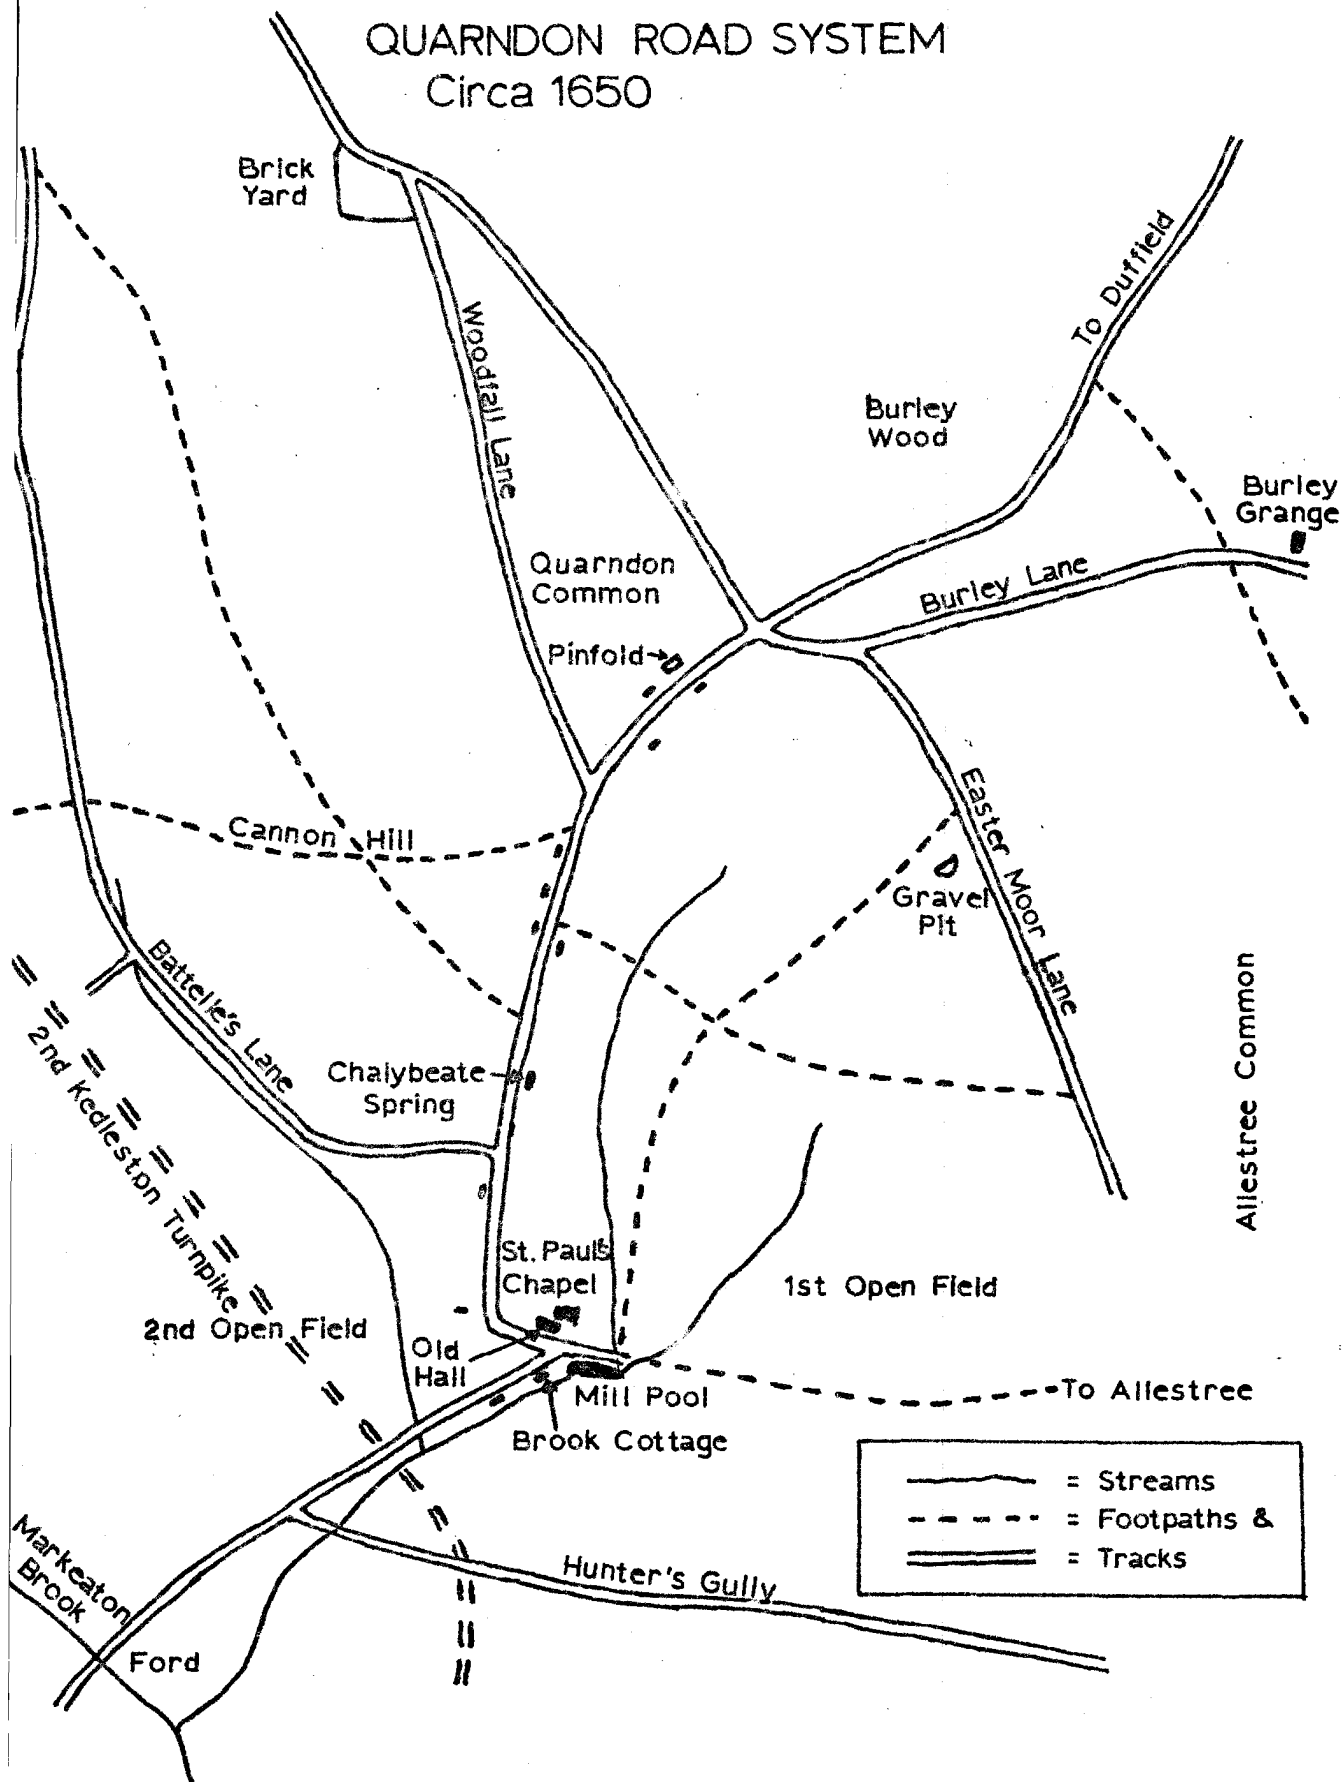 QUARNDON ROAD SYSTEM
Circa 1650
Brick
Yard
To Duffield
Woodfall Lane
Burley
Wood
Burley
Grange
Quarndon
Common
Burley Lane
Pinfold
Easter Moor Lane
Cannon Hill
Gravel
Pit
Battelle's Lane
Allestree Common
2nd Kedleston Turnpike
Chalybeate
Spring
St. Paul's
Chapel
1st Open Field
2nd Open Field
Old
Hall
Mill Pool
To Allestree
Brook Cottage
= Streams
= Footpaths &
= Tracks
Markeaton
Brook
Hunter's Gully
Ford